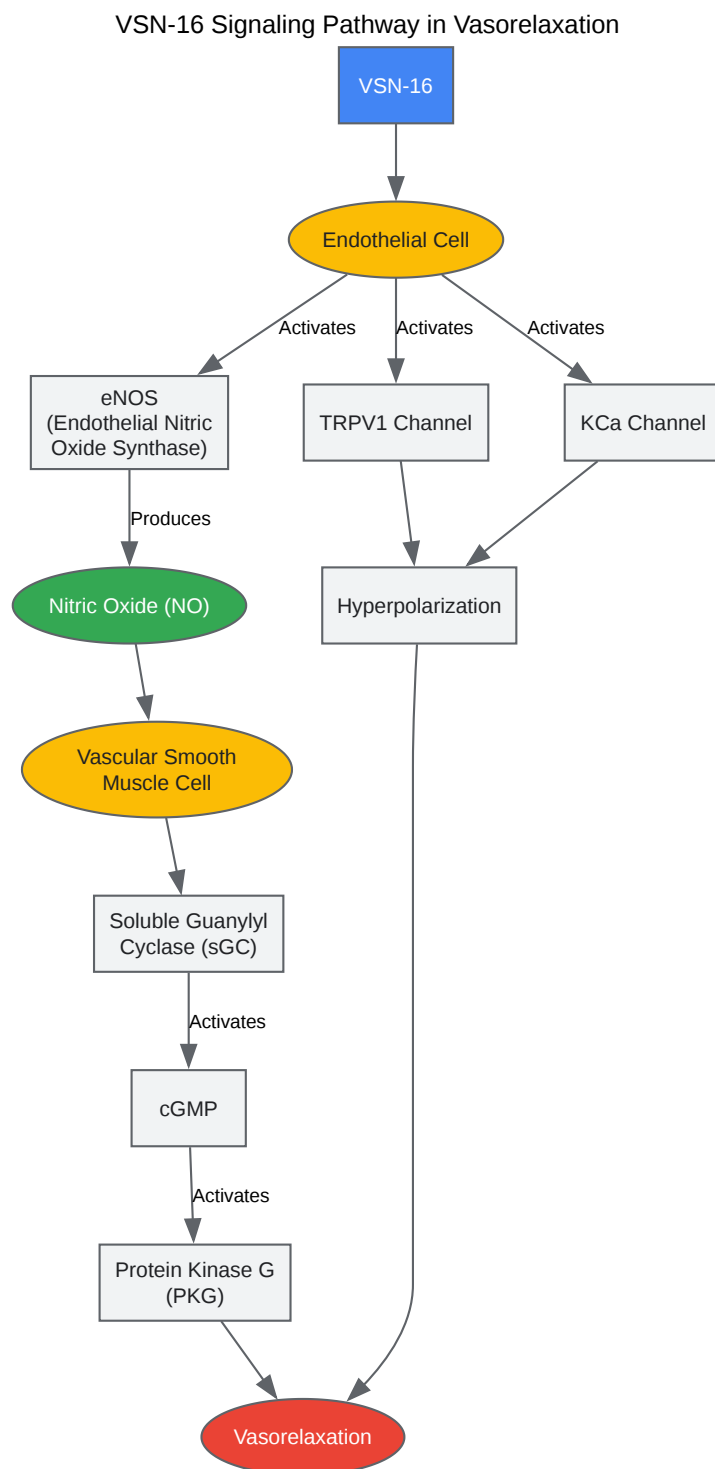 VSN-16 Signaling Pathway in Vasorelaxation
VSN-16
Endothelial Cell
Activates
Activates
Activates
eNOS
(Endothelial Nitric
Oxide Synthase)
TRPV1 Channel
KCa Channel
Produces
Nitric Oxide (NO)
Hyperpolarization
Vascular Smooth
Muscle Cell
Soluble Guanylyl
Cyclase (sGC)
Activates
cGMP
Activates
Protein Kinase G
(PKG)
Vasorelaxation